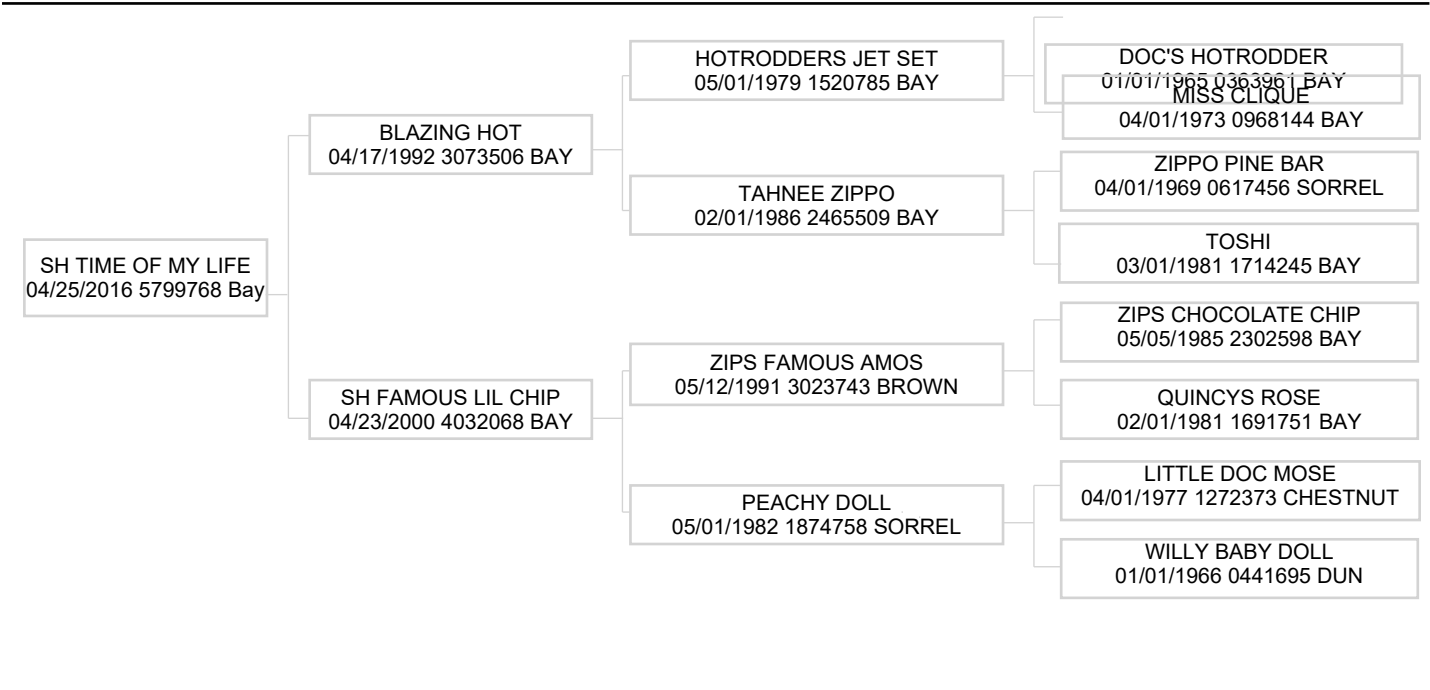 SH TIME OF MY LIFE
04/25/2016 5799768 Bay
BLAZING HOT
04/17/1992 3073506 BAY
SH FAMOUS LIL CHIP
04/23/2000 4032068 BAY
HOTRODDERS JET SET
05/01/1979 1520785 BAY
TAHNEE ZIPPO
02/01/1986 2465509 BAY
ZIPS FAMOUS AMOS
05/12/1991 3023743 BROWN
PEACHY DOLL
05/01/1982 1874758 SORREL
DOC'S HOTRODDER
01/01/1965 0363961 BAY
MISS CLIQUE
04/01/1973 0968144 BAY
ZIPPO PINE BAR
04/01/1969 0617456 SORREL
TOSHI
03/01/1981 1714245 BAY
ZIPS CHOCOLATE CHIP
05/05/1985 2302598 BAY
QUINCYS ROSE
02/01/1981 1691751 BAY
LITTLE DOC MOSE
04/01/1977 1272373 CHESTNUT
WILLY BABY DOLL
01/01/1966 0441695 DUN